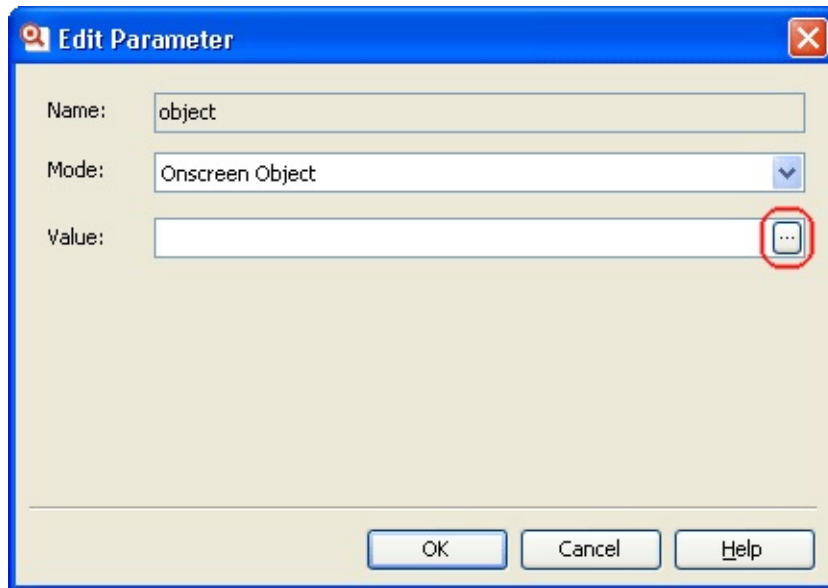 Edit Parameter
Name: object
Mode: Onscreen Object
Value: ...
OK Cancel Help